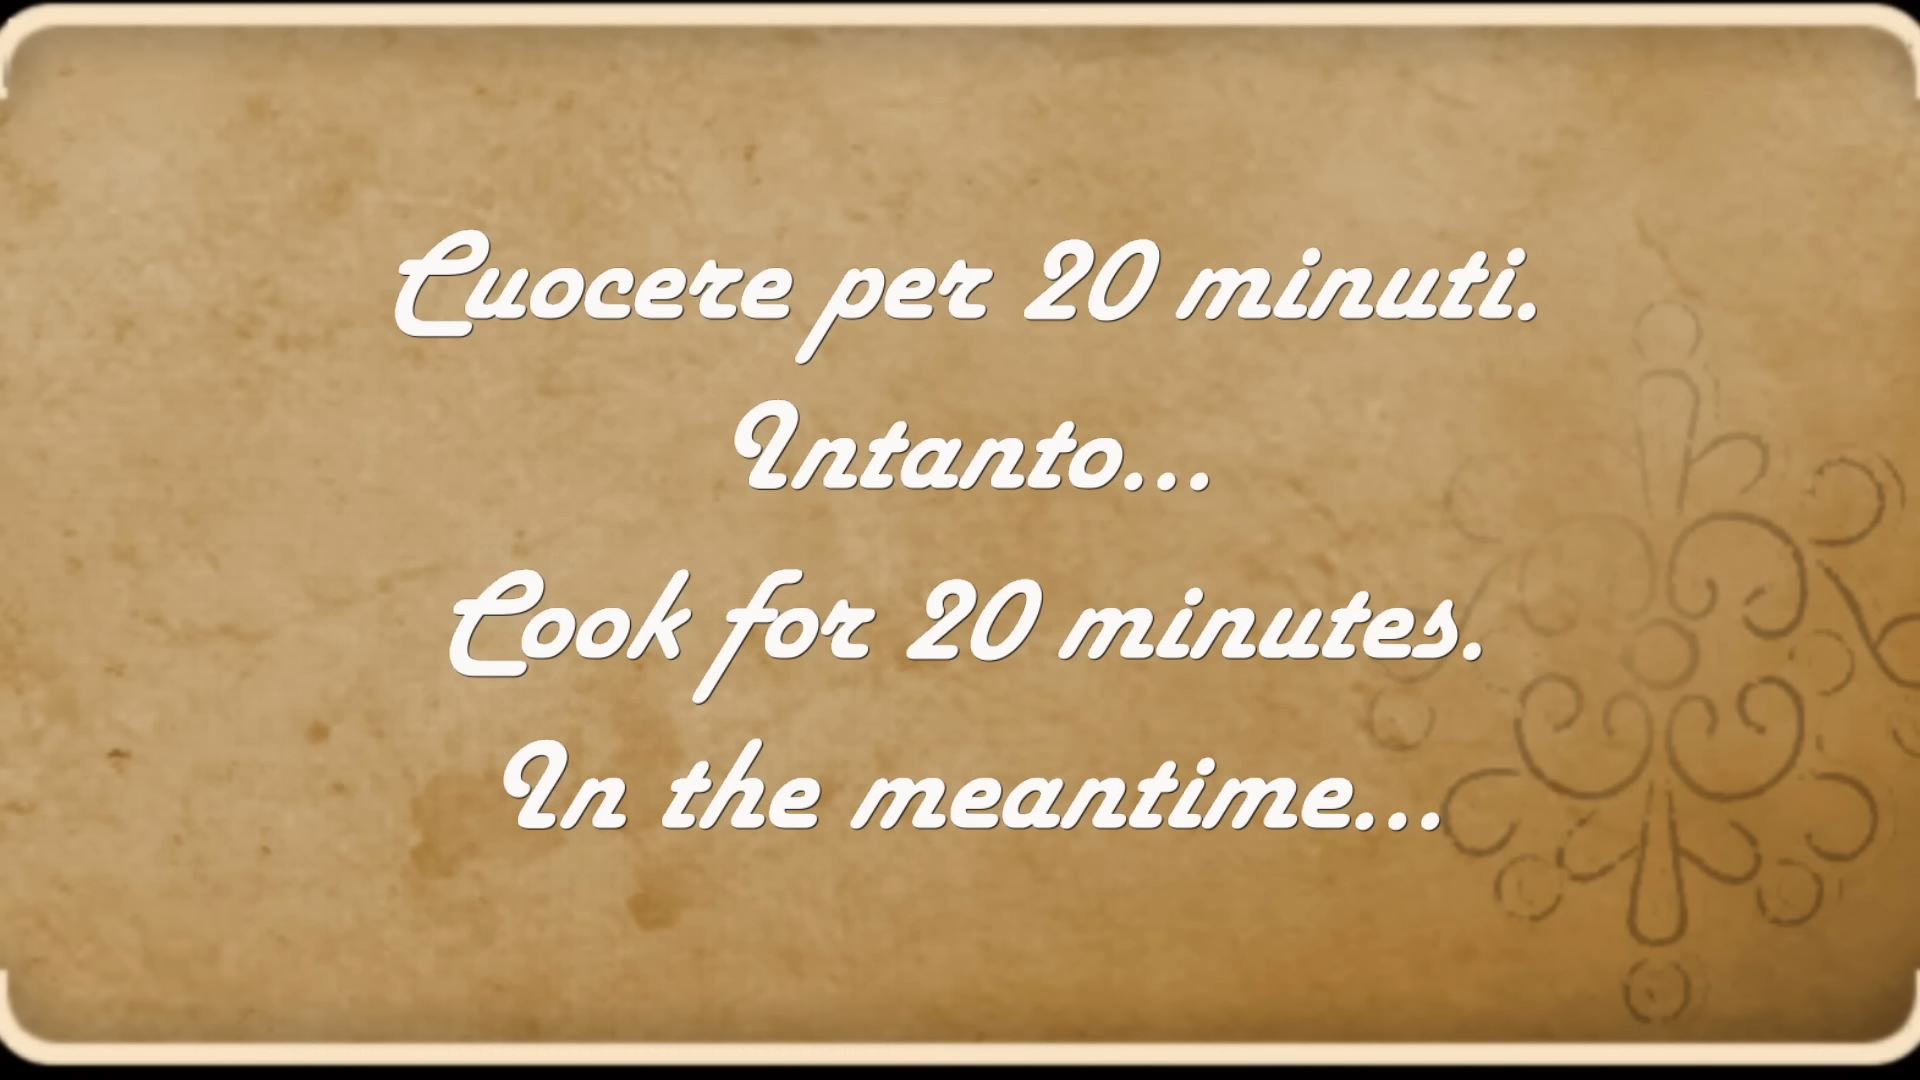 Cuocere per 20 minuti.
Intanto...
Cook for 20 minutes.
In the meantime...